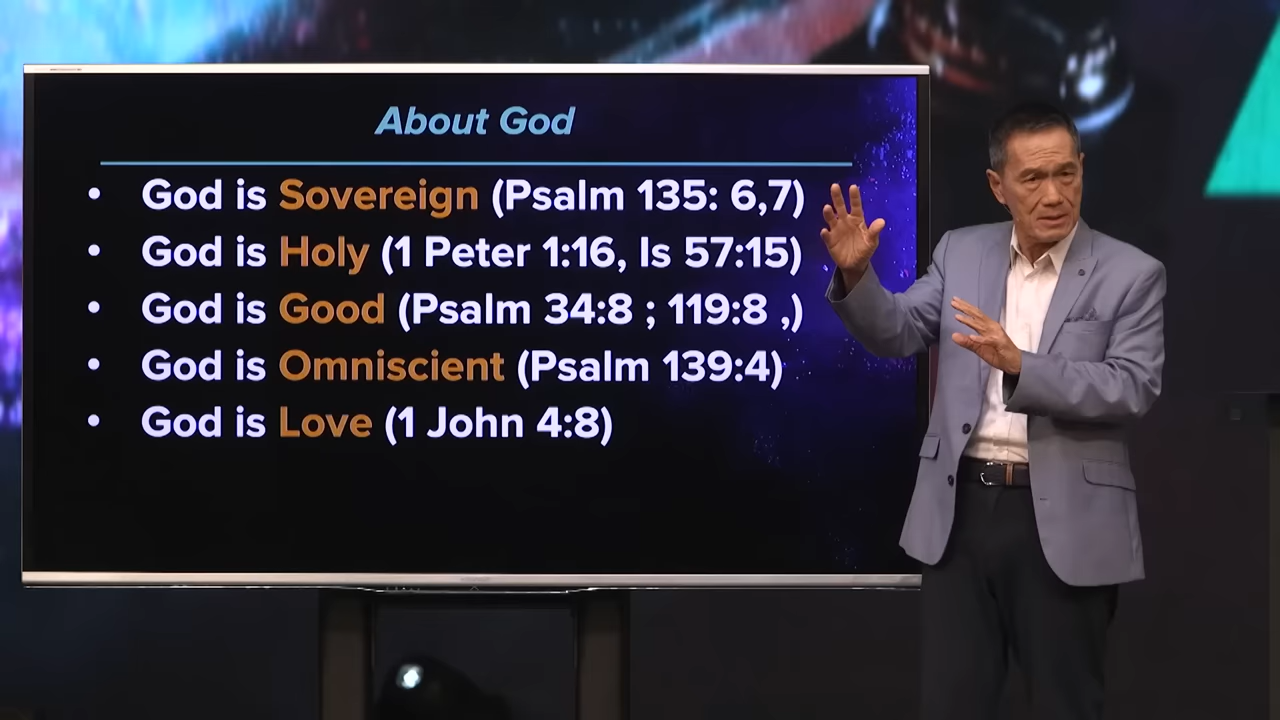 About God
• God is Sovereign (Psalm 135: 6,7)
• God is Holy (1 Peter 1:16, Is 57:15)
• God is Good (Psalm 34:8 ; 119:8 ,)
• God is Omniscient (Psalm 139:4)
• God is Love (1 John 4:8)